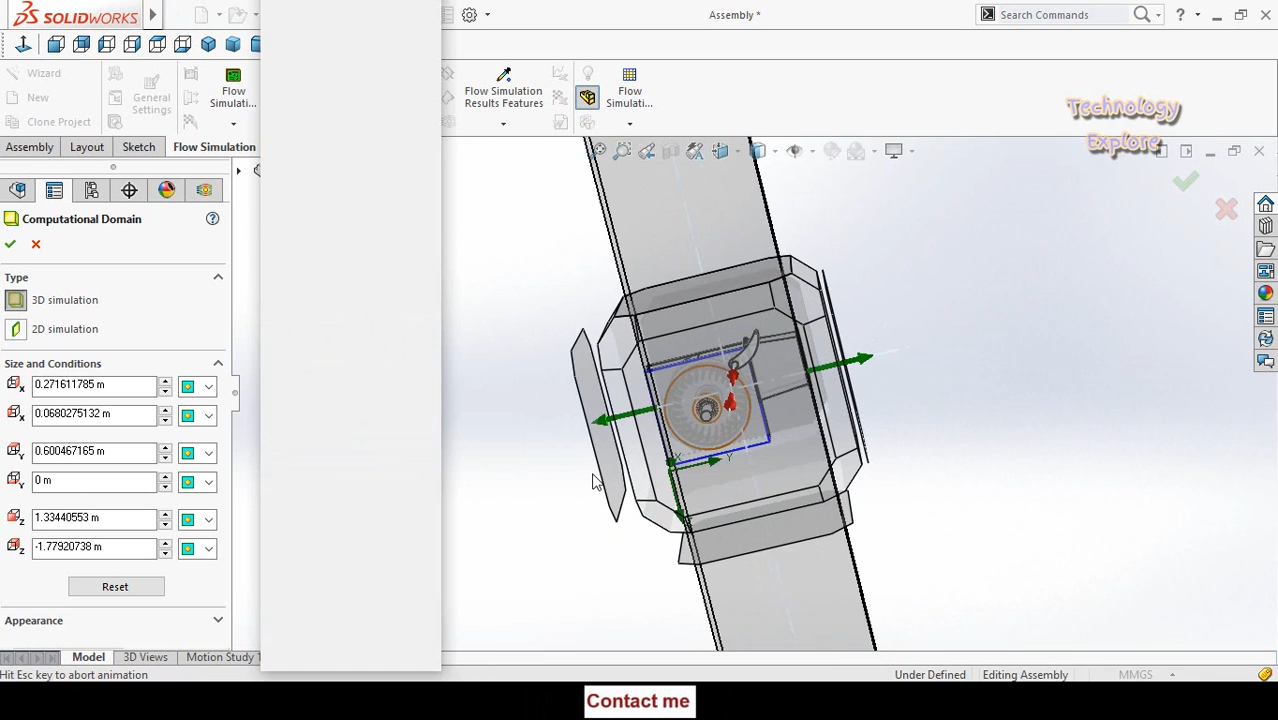 SOLIDWORKS
Assembly *
Search Commands
Wizard
New
Clone Project
General
Settings
Flow
Simulati...
Flow Simulation
Results Features
Flow
Simulati...
Technology
Explore
Assembly
Layout
Sketch
Flow Simulation
Computational Domain
Type
3D simulation
2D simulation
Size and Conditions
X 0.271611785 m
X 0.0680275132 m
Y 0.600467165 m
Y 0 m
Z 1.33440553 m
Z -1.77920738 m
Reset
Appearance
X
Y
Model
3D Views
Motion Study 1
Hit Esc key to abort animation
Under Defined
Editing Assembly
MMGS
Contact me